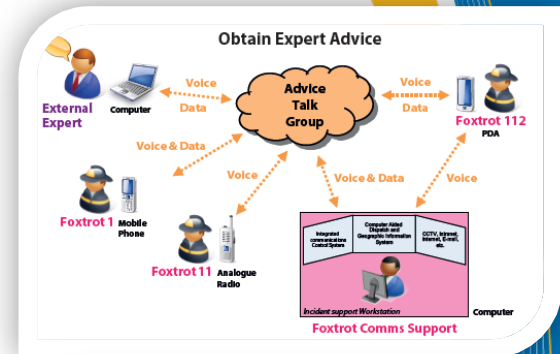 Obtain Expert Advice
External
Expert
Computer
Voice
Data
Advice
Talk
Group
Voice
Data
Foxtrot 112
PDA
Voice & Data
Foxtrot 1 Mobile
Phone
Voice
Foxtrot 11 Analogue
Radio
Voice & Data
Voice
Integrated
communications
Control System
Computer Aided
Dispatch and
Geographic Information
System
CCTV, Intranet,
Internet, E-mail,
etc.
Incident support Workstation
Computer
Foxtrot Comms Support